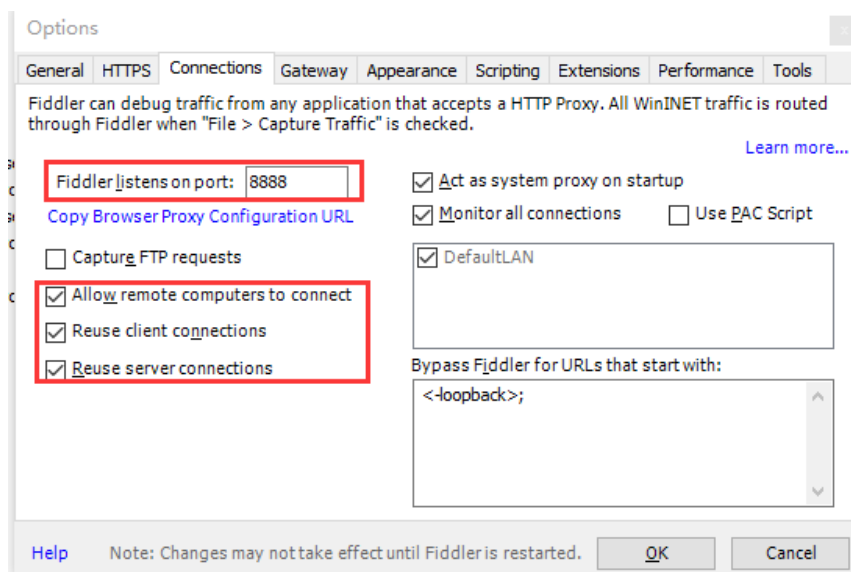 Options
General HTTPS Connections Gateway Appearance Scripting Extensions Performance Tools
Fiddler can debug traffic from any application that accepts a HTTP Proxy. All WinINET traffic is routed
through Fiddler when "File > Capture Traffic" is checked.
Learn more...
Fiddler listens on port: 8888
Copy Browser Proxy Configuration URL
Capture FTP requests
Allow remote computers to connect
Reuse client connections
Reuse server connections
Act as system proxy on startup
Monitor all connections Use PAC Script
DefaultLAN
Bypass Fiddler for URLs that start with:
<-loopback>;
Help Note: Changes may not take effect until Fiddler is restarted. OK Cancel